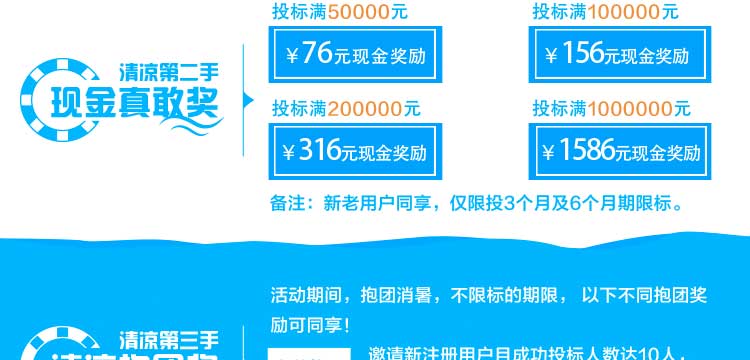 投标满50000元
投标满100000元
¥76元现金奖励
¥156元现金奖励
清凉第二手
现金真敢奖
投标满200000元
投标满1000000元
¥316元现金奖励
¥1586元现金奖励
备注：新老用户同享，仅限投3个月及6个月期限标。
活动期间，抱团消暑，不限标的期限，以下不同抱团奖
励可同享！
清凉第三手
清凉抱团奖
邀请新注册用户且成功投标人数达10人，